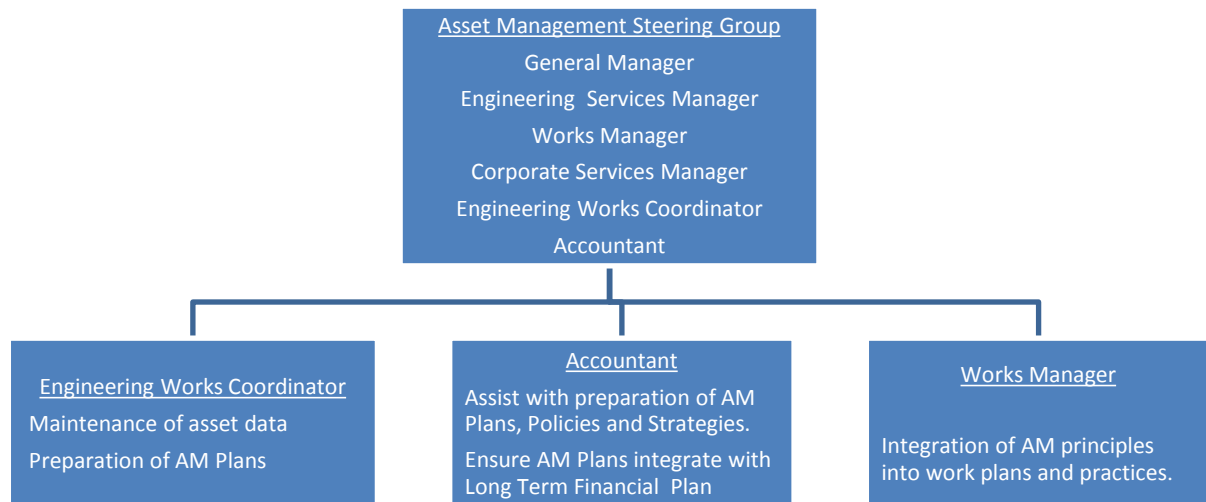 Asset Management Steering Group
General Manager
Engineering Services Manager
Works Manager
Corporate Services Manager
Engineering Works Coordinator
Accountant
Engineering Works Coordinator
Maintenance of asset data
Preparation of AM Plans
Accountant
Assist with preparation of AM
Plans, Policies and Strategies.
Ensure AM Plans integrate with
Long Term Financial Plan
Works Manager
Integration of AM principles
into work plans and practices.